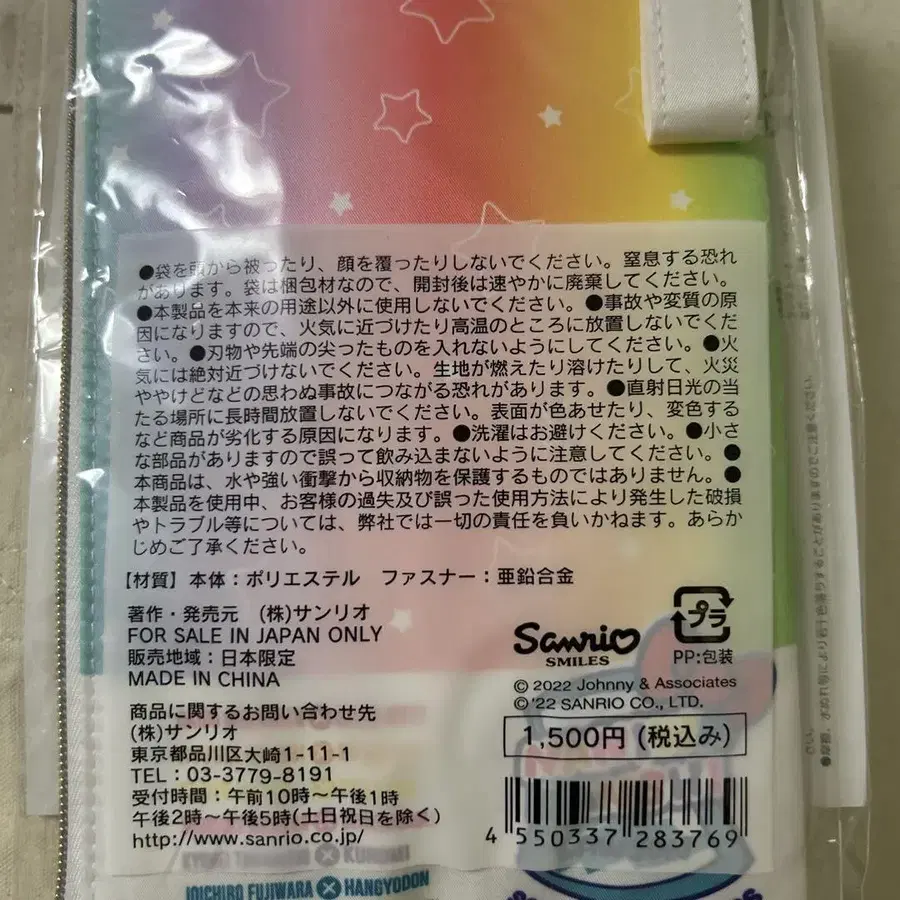 ●袋を頭から被ったり、顔を覆ったりしないでください。窒息する恐れ
があります。袋は梱包材なので、開封後は速やかに廃棄してください。
●本製品を本来の用途以外に使用しないでください。●事故や変質の原
因になりますので、火気に近づけたり高温のところに放置しないでくだ
さい。●刃物や先端の尖ったものを入れないようにしてください。●火
気には絶対近づけないでください。生地が燃えたり溶けたりして、火災
ややけどなどの思わぬ事故につながる恐れがあります。●直射日光の当
たる場所に長時間放置しないでください。表面が色あせたり、変色する
など商品が劣化する原因になります。●洗濯はお避けください。●小さ
な部品がありますので誤って飲み込まないように注意してください。●
本商品は、水や強い衝撃から収納物を保護するものではありません。●
本製品を使用中、お客様の過失及び誤った使用方法により発生した破損
やトラブル等については、弊社では一切の責任を負いかねます。あらか
じめご了承ください。
【材質】本体：ポリエステル　ファスナー：亜鉛合金
著作・発売元　(株)サンリオ
FOR SALE IN JAPAN ONLY
販売地域：日本限定
MADE IN CHINA
商品に関するお問い合わせ先
(株)サンリオ
東京都品川区大崎1-11-1
TEL：03-3779-8191
受付時間：午前10時～午後1時
午後2時～午後5時(土日祝日を除く)
http://www.sanrio.co.jp/
Sanrio
SMILES
プラ
PP:包装
© 2022 Johnny & Associates
©'22 SANRIO CO., LTD.
1,500円 (税込み)
4 550337 283769
JOICHIRO FUJIWARA × HANGYODON